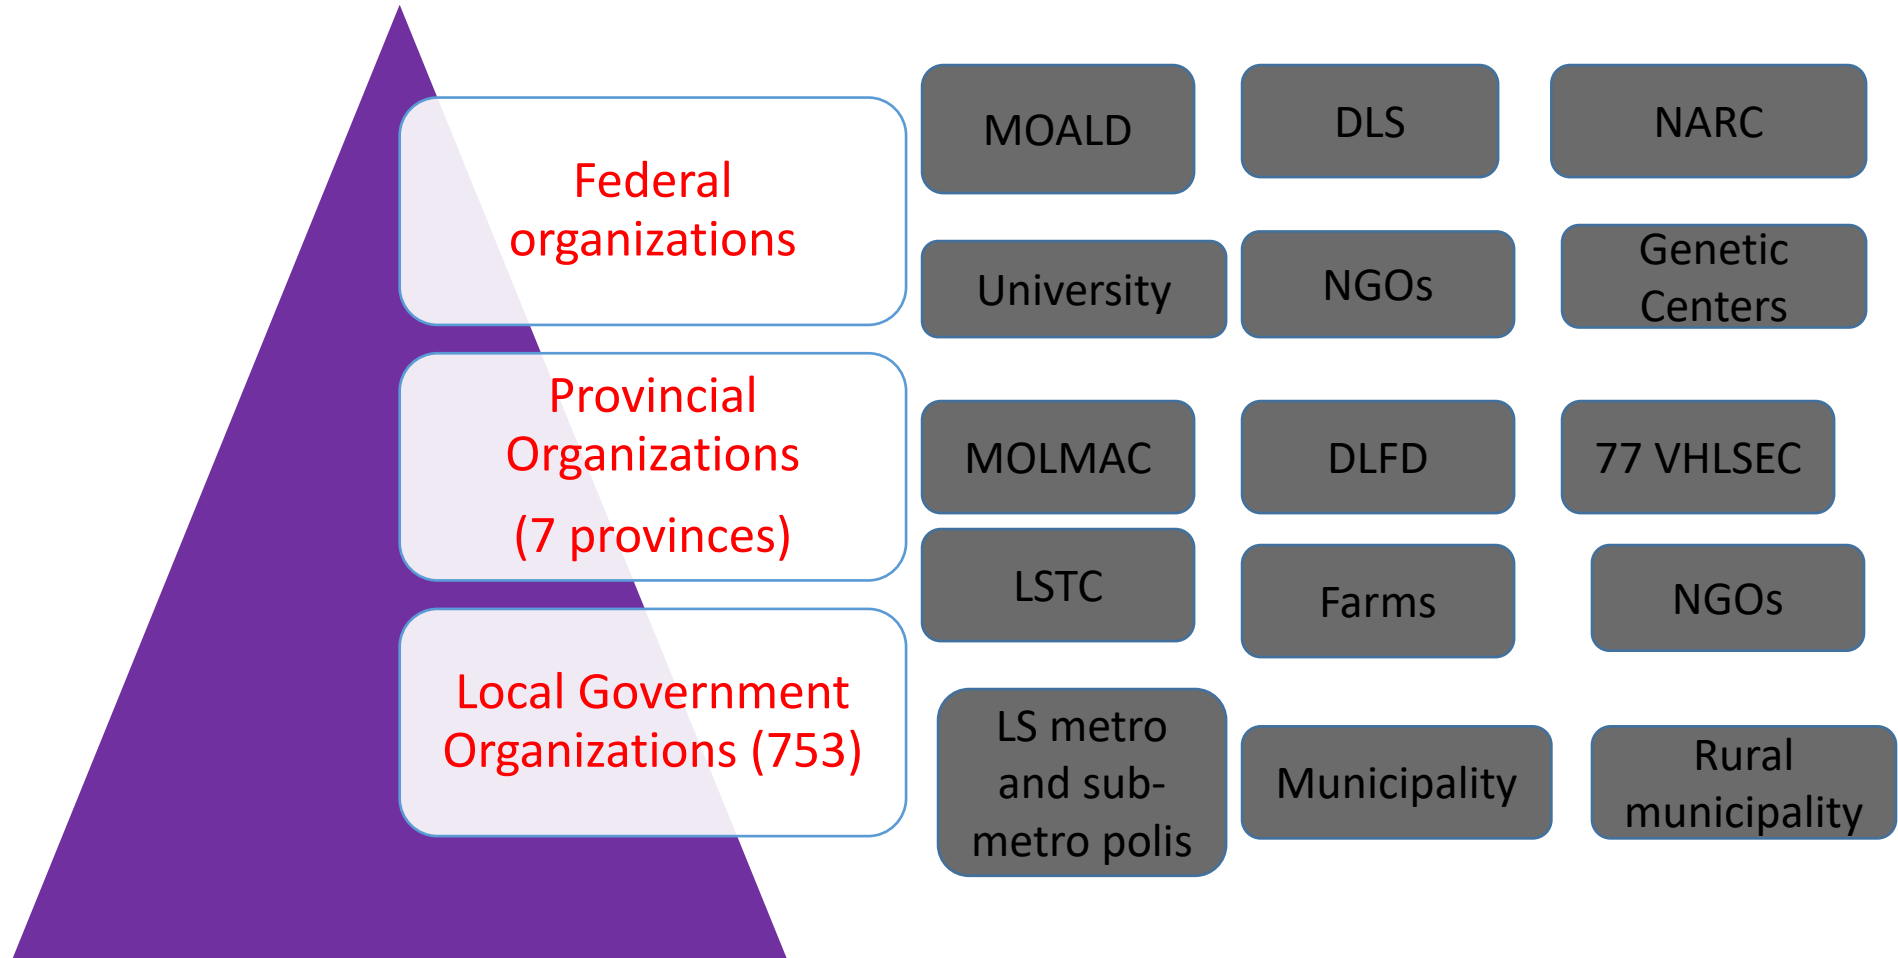 Federal
organizations
MOALD
DLS
NARC
University
NGOs
Genetic
Centers
Provincial
Organizations
(7 provinces)
MOLMAC
DLFD
77 VHLSEC
LSTC
Farms
NGOs
Local Government
Organizations (753)
LS metro
and sub-
metro polis
Municipality
Rural
municipality